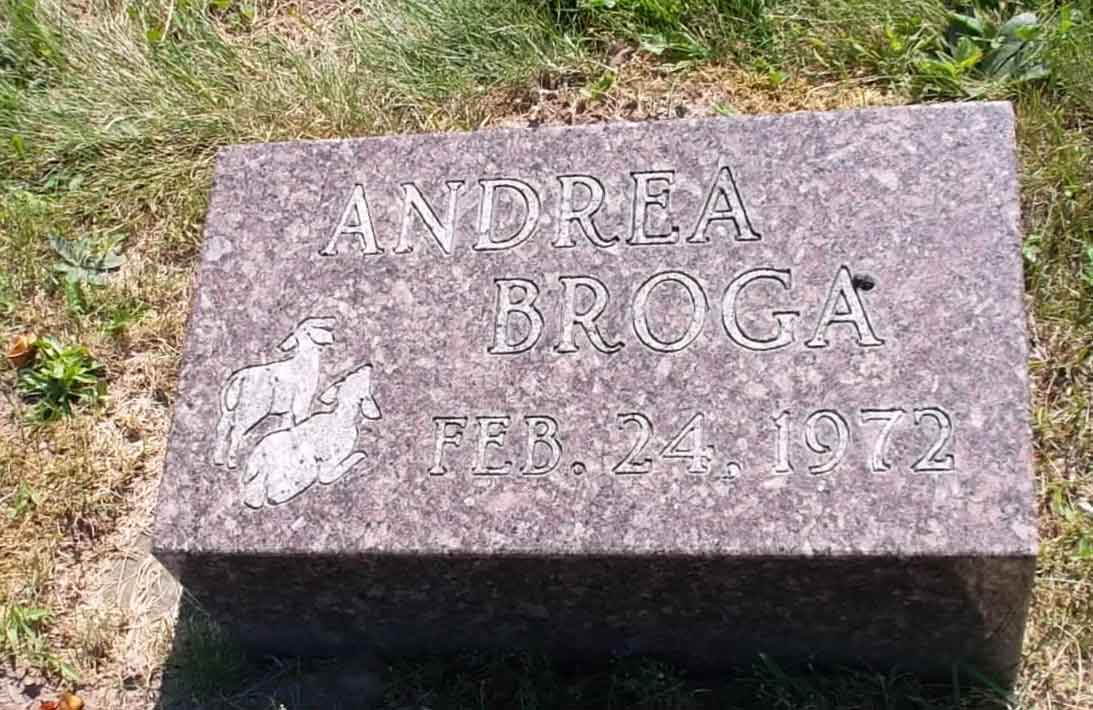 ANDREA
BROGA
FEB. 24, 1972